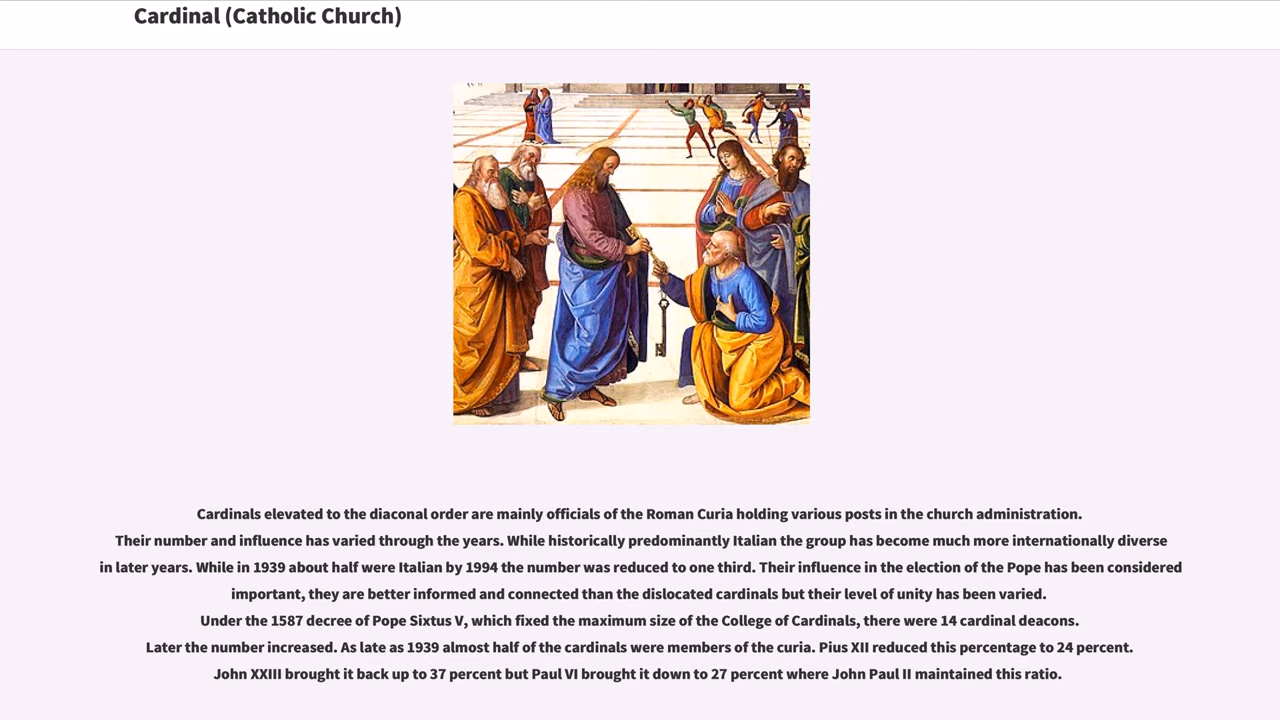 Cardinal (Catholic Church)
Cardinals elevated to the diaconal order are mainly officials of the Roman Curia holding various posts in the church administration.
Their number and influence has varied through the years. While historically predominantly Italian the group has become much more internationally diverse
in later years. While in 1939 about half were Italian by 1994 the number was reduced to one third. Their influence in the election of the Pope has been considered
important, they are better informed and connected than the dislocated cardinals but their level of unity has been varied.
Under the 1587 decree of Pope Sixtus V, which fixed the maximum size of the College of Cardinals, there were 14 cardinal deacons.
Later the number increased. As late as 1939 almost half of the cardinals were members of the curia. Pius XII reduced this percentage to 24 percent.
John XXIII brought it back up to 37 percent but Paul VI brought it down to 27 percent where John Paul II maintained this ratio.